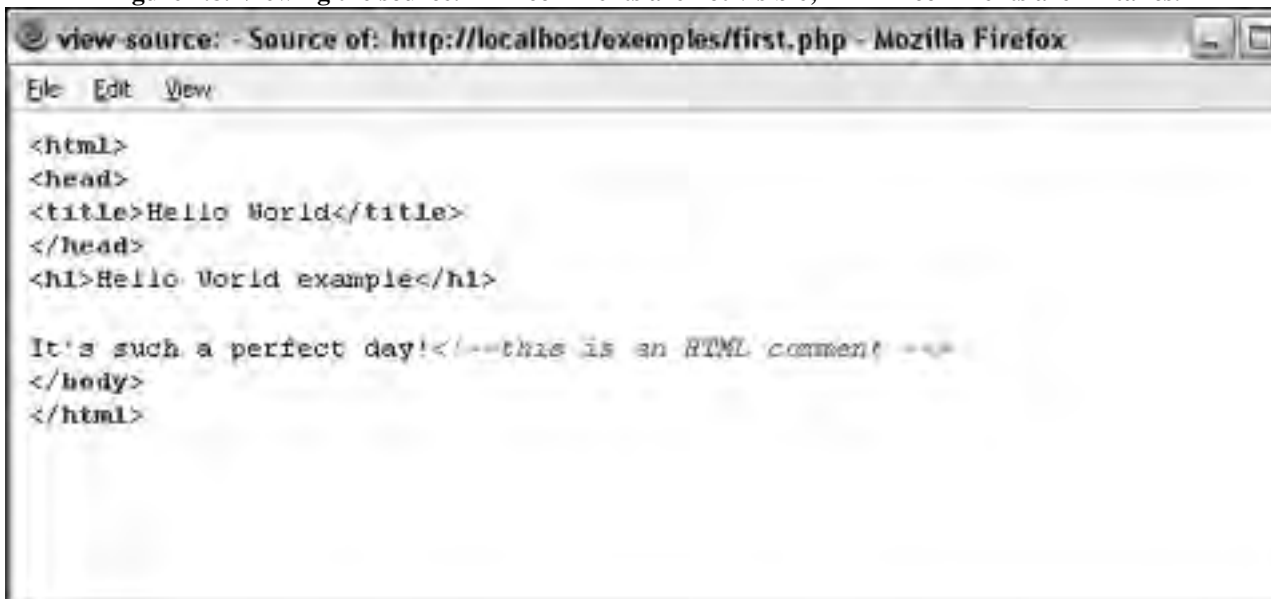 view-source: - Source of: http://localhost/exemples/first.php - Mozilla Firefox
File Edit View
<html>
<head>
<title>Hello World</title>
</head>
<h1>Hello World example</h1>
It's such a perfect day!<!--this is an HTML comment -->
</body>
</html>